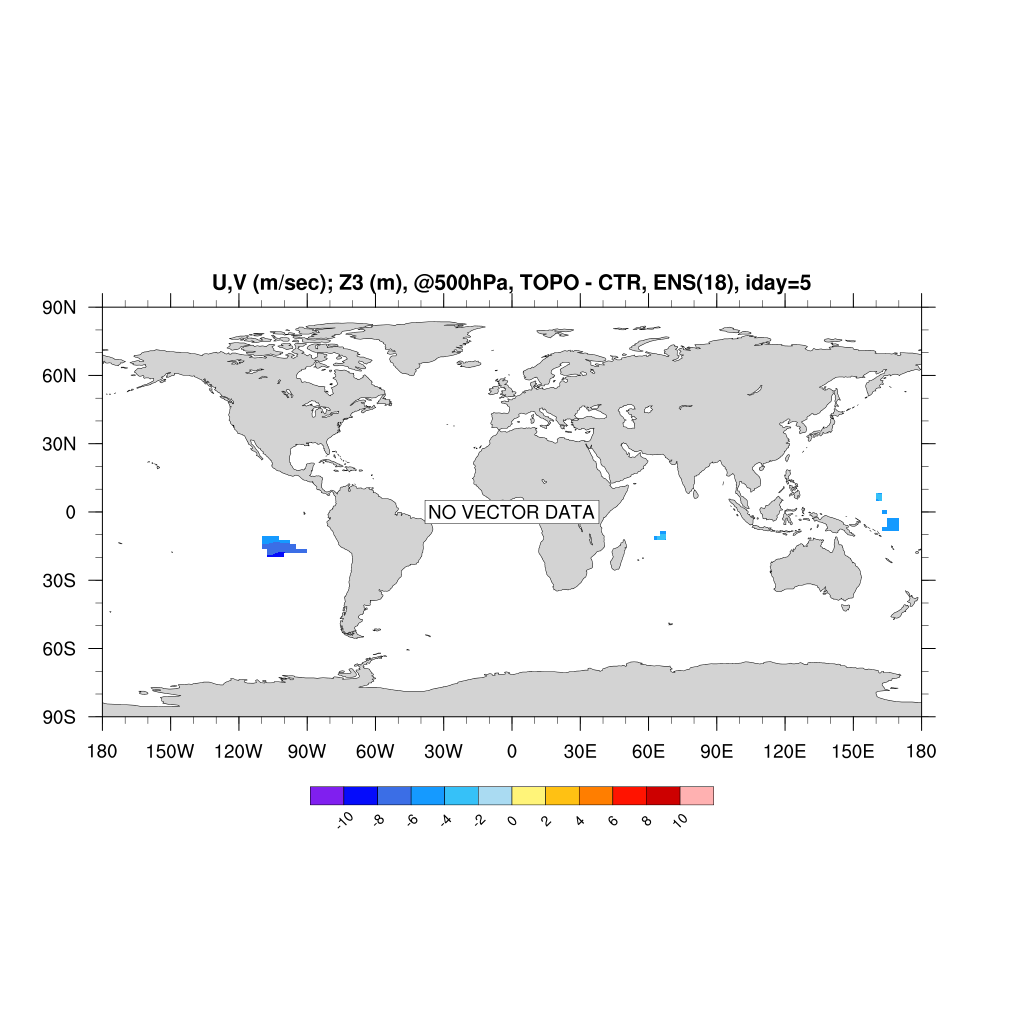 U,V (m/sec); Z3 (m), @500hPa, TOPO - CTR, ENS(18), iday=5
90N
60N
30N
0
30S
60S
90S
NO VECTOR DATA
180 150W 120W 90W 60W 30W 0 30E 60E 90E 120E 150E 180
-10 -8 -6 -4 -2 0 2 4 6 8 10